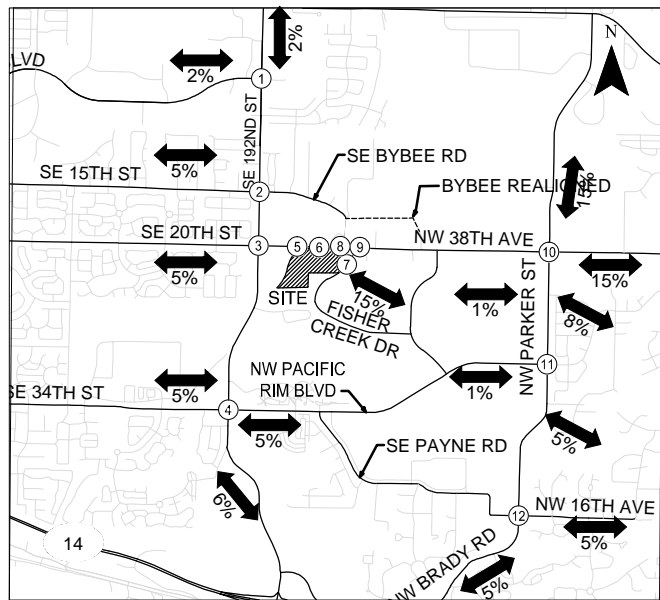 2%
N
LVD
2%
1
SE 192ND ST
SE BYBEE RD
SE 15TH ST
5%
BYBEE REALIGNED
15%
2
SE 20TH ST
3
5
6
8
9
NW 38TH AVE
10
7
5%
SITE
15%
1%
15%
8%
FISHER
CREEK DR
NW PARKER ST
NW PACIFIC
RIM BLVD
11
5%
1%
SE 34TH ST
4
5%
5%
SE PAYNE RD
6%
12
NW 16TH AVE
5%
14
NW BRADY RD
5%